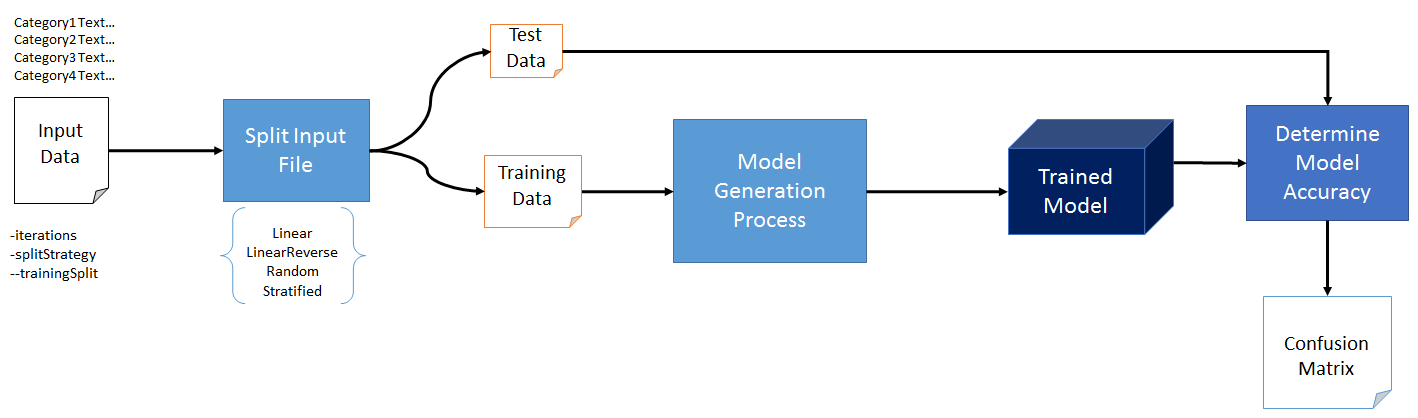 Category1 Text...
Category2 Text...
Category3 Text...
Category4 Text...
Input
Data
-iterations
-splitStrategy
--trainingSplit
Split Input
File
Linear
LinearReverse
Random
Stratified
Test
Data
Training
Data
Model
Generation
Process
Trained
Model
Determine
Model
Accuracy
Confusion
Matrix